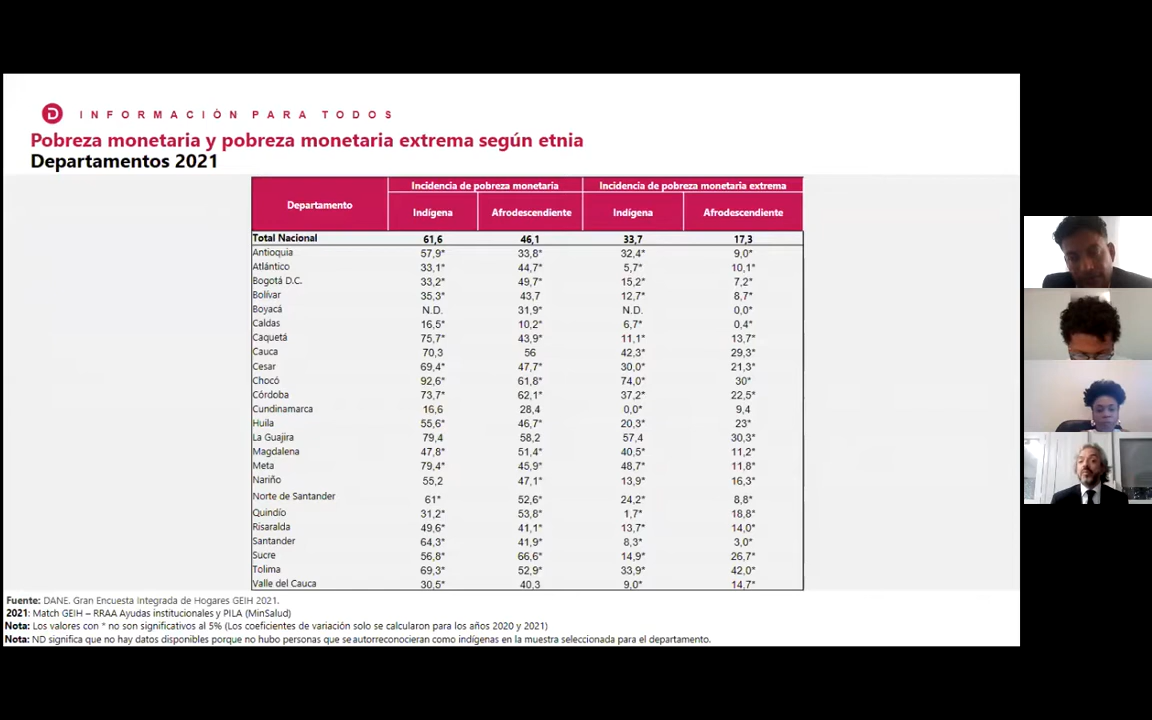 INFORMACIÓN PARA TODOS
Pobreza monetaria y pobreza monetaria extrema según etnia
Departamentos 2021
Departamento Incidencia de pobreza monetaria Incidencia de pobreza monetaria extrema
Indígena Afrodescendiente Indígena Afrodescendiente
Total Nacional 61,6 46,1 33,7 17,3
Antioquia 57,9* 33,8* 32,4* 9,0*
Atlántico 33,1* 44,7* 5,7* 10,1*
Bogotá D.C. 33,2* 49,7* 15,2* 7,2*
Bolívar 35,3* 43,7 12,7* 8,7*
Boyacá N.D. 31,9* N.D. 0,0*
Caldas 16,5* 10,2* 6,7* 0,4*
Caquetá 75,7* 43,9* 11,1* 13,7*
Cauca 70,3 56 42,3* 29,3*
Cesar 69,4* 47,7* 30,0* 21,3*
Chocó 92,6* 61,8* 74,0* 30*
Córdoba 73,7* 62,1* 37,2* 22,5*
Cundinamarca 16,6 28,4 0,0* 9,4
Huila 55,6* 46,7* 20,3* 23*
La Guajira 79,4 58,2 57,4 30,3*
Magdalena 47,8* 51,4* 40,5* 11,2*
Meta 79,4* 45,9* 48,7* 11,8*
Nariño 55,2 47,1* 13,9* 16,3*
Norte de Santander 61* 52,6* 24,2* 8,8*
Quindío 31,2* 53,8* 1,7* 18,8*
Risaralda 49,6* 41,1* 13,7* 14,0*
Santander 64,3* 41,9* 8,3* 3,0*
Sucre 56,8* 66,6* 14,9* 26,7*
Tolima 69,3* 52,9* 33,9* 42,0*
Valle del Cauca 30,5* 40,3 9,0* 14,7*
Fuente: DANE. Gran Encuesta Integrada de Hogares GEIH 2021.
2021: Match GEIH – RRAA Ayudas institucionales y PILA (MinSalud)
Nota: Los valores con * no son significativos al 5% (Los coeficientes de variación solo se calcularon para los años 2020 y 2021)
Nota: ND significa que no hay datos disponibles porque no hubo personas que se autorreconocieran como indígenas en la muestra seleccionada para el departamento.